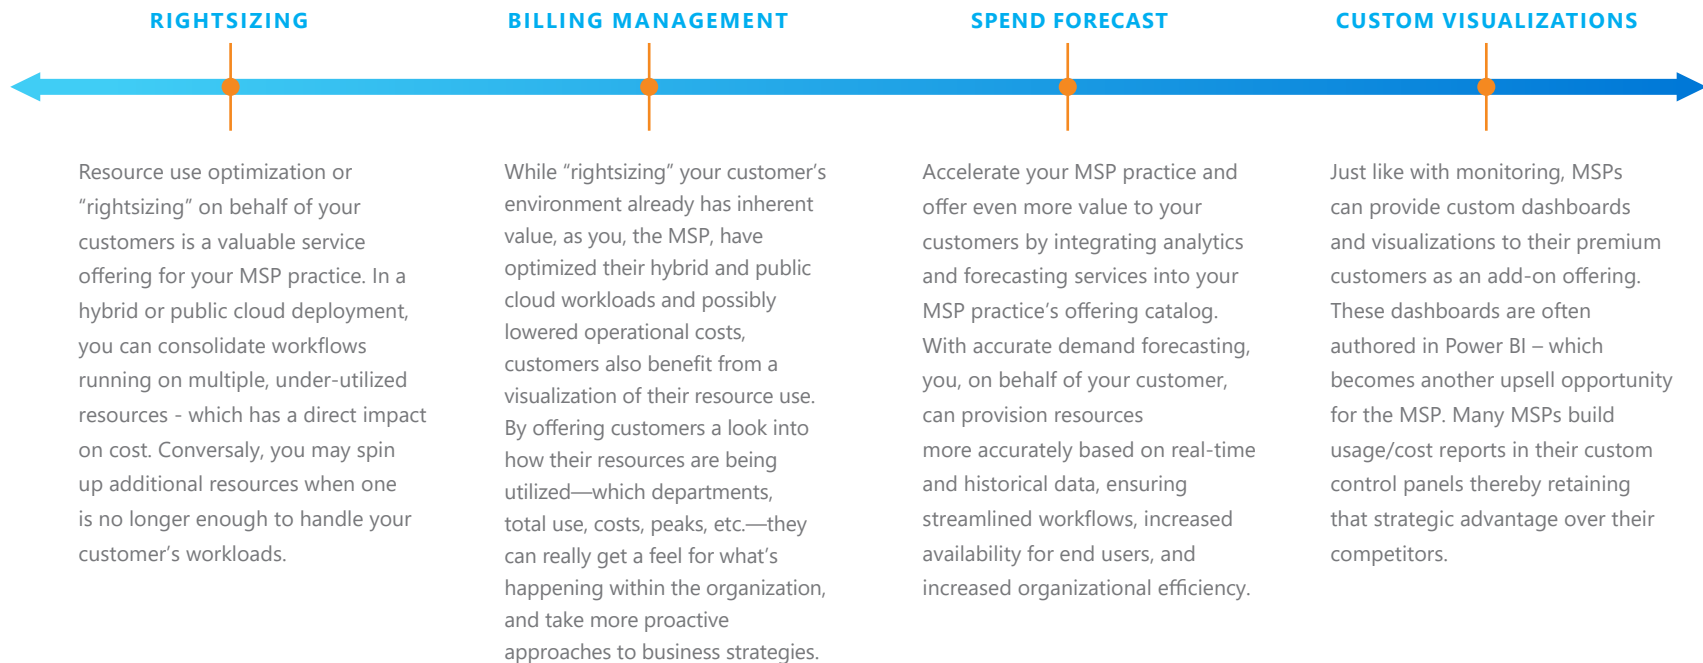 RIGHTSIZING
Resource use optimization or
“rightsizing” on behalf of your
customers is a valuable service
offering for your MSP practice. In a
hybrid or public cloud deployment,
you can consolidate workflows
running on multiple, under-utilized
resources - which has a direct impact
on cost. Conversaly, you may spin
up additional resources when one
is no longer enough to handle your
customer’s workloads.
BILLING MANAGEMENT
While “rightsizing” your customer’s
environment already has inherent
value, as you, the MSP, have
optimized their hybrid and public
cloud workloads and possibly
lowered operational costs,
customers also benefit from a
visualization of their resource use.
By offering customers a look into
how their resources are being
utilized—which departments,
total use, costs, peaks, etc.—they
can really get a feel for what’s
happening within the organization,
and take more proactive
approaches to business strategies.
SPEND FORECAST
Accelerate your MSP practice and
offer even more value to your
customers by integrating analytics
and forecasting services into your
MSP practice’s offering catalog.
With accurate demand forecasting,
you, on behalf of your customer,
can provision resources
more accurately based on real-time
and historical data, ensuring
streamlined workflows, increased
availability for end users, and
increased organizational efficiency.
CUSTOM VISUALIZATIONS
Just like with monitoring, MSPs
can provide custom dashboards
and visualizations to their premium
customers as an add-on offering.
These dashboards are often
authored in Power BI – which
becomes another upsell opportunity
for the MSP. Many MSPs build
usage/cost reports in their custom
control panels thereby retaining
that strategic advantage over their
competitors.